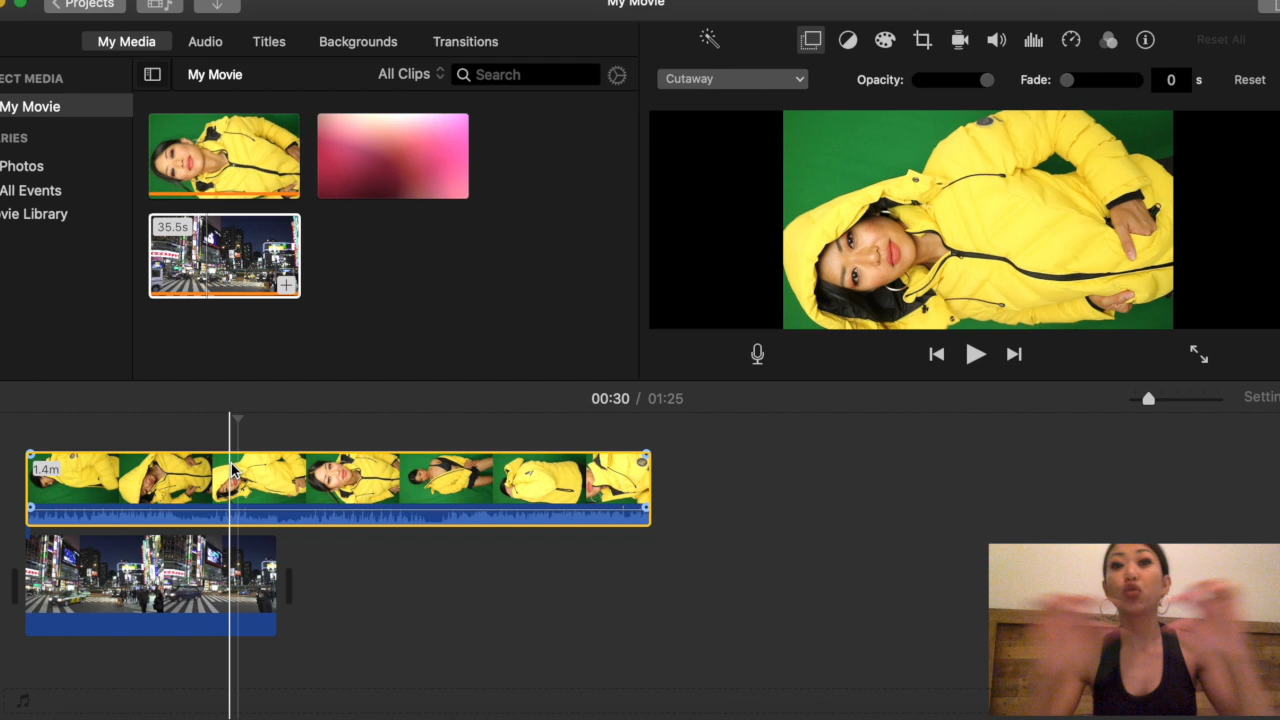 Projects
My Movie
My Media
Audio
Titles
Backgrounds
Transitions
Reset All
ECT MEDIA
My Movie
All Clips
Search
Cutaway
Opacity:
Fade:
0
s
Reset
My Movie
RIES
Photos
All Events
vie Library
35.5s
00:30 / 01:25
Settin
1.4m